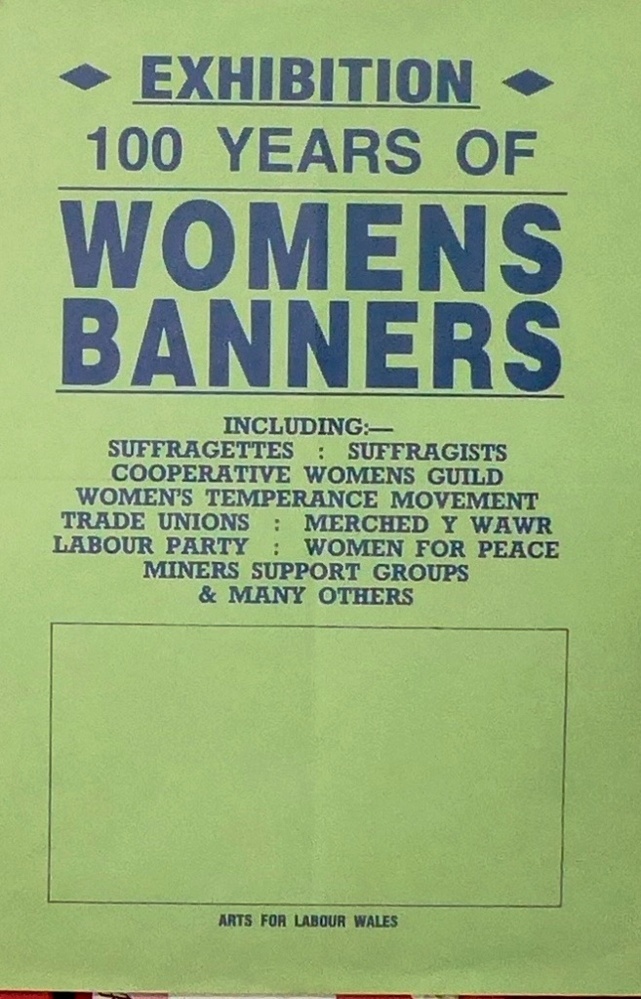 EXHIBITION
100 YEARS OF
WOMENS
BANNERS
INCLUDING:—
SUFFRAGETTES : SUFFRAGISTS
COOPERATIVE WOMENS GUILD
WOMEN'S TEMPERANCE MOVEMENT
TRADE UNIONS : MERCHED Y WAWR
LABOUR PARTY : WOMEN FOR PEACE
MINERS SUPPORT GROUPS
& MANY OTHERS
ARTS FOR LABOUR WALES